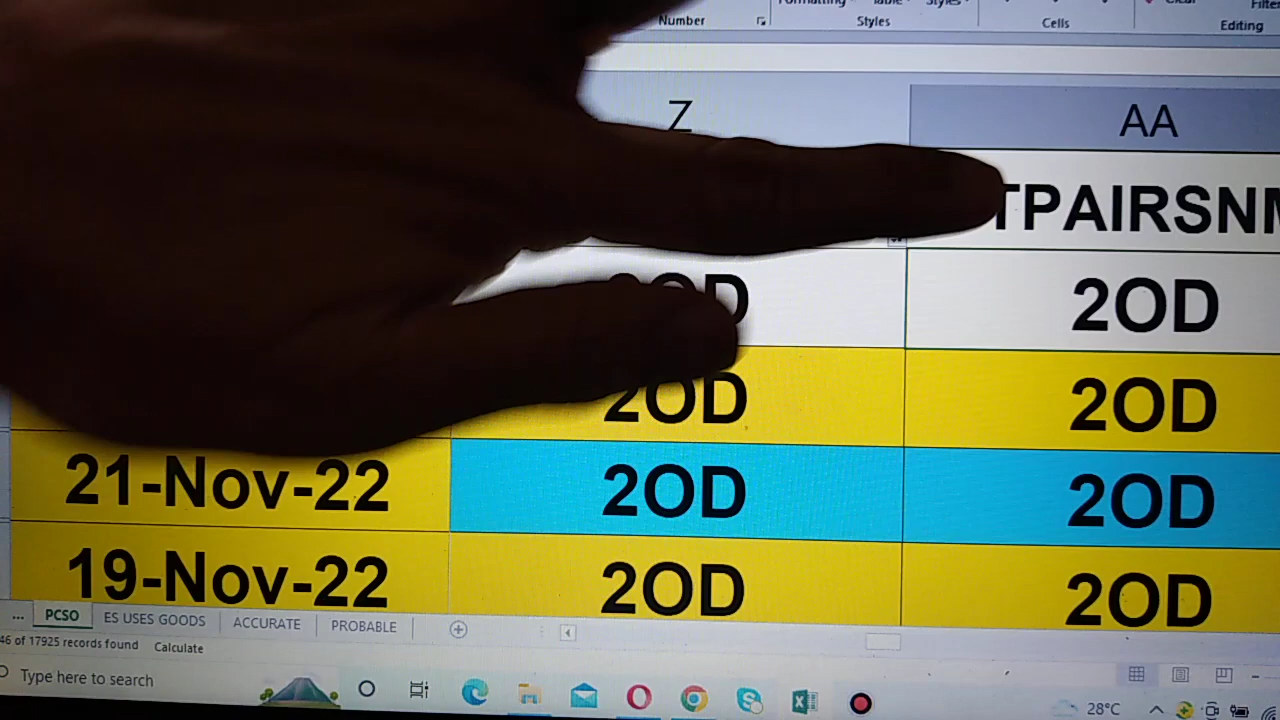 Number
Styles
Cells
Editing
Z
AA
TPAIRSN
2OD
2OD
2OD
21-Nov-22 2OD 2OD
19-Nov-22 2OD 2OD
... PCSO ES USES GOODS ACCURATE PROBABLE
46 of 17925 records found Calculate
Type here to search
28°C